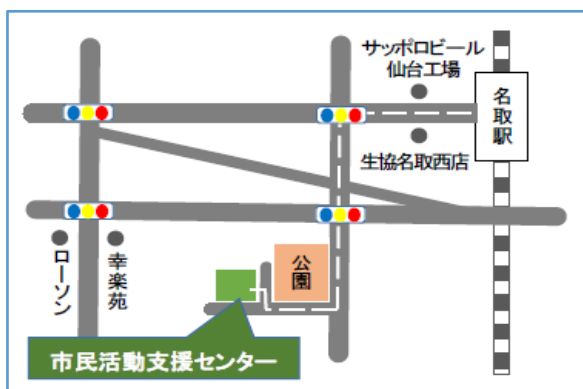 サッポロビール
仙台工場
名取駅
生協名取西店
公園
ローソン
幸楽苑
市民活動支援センター